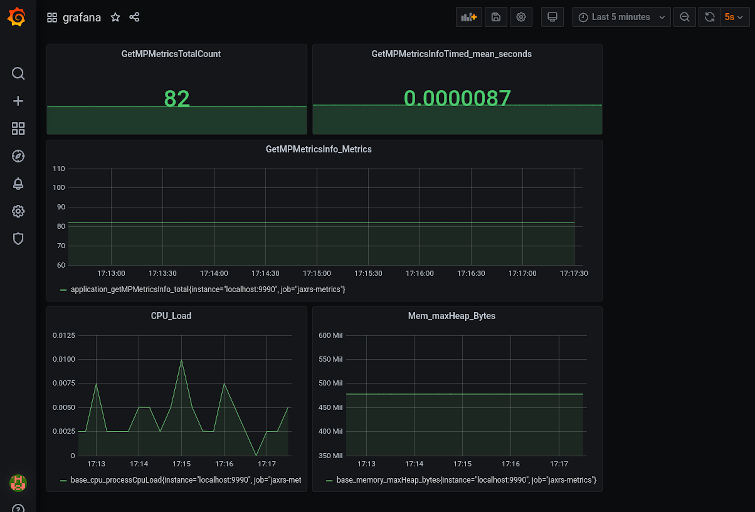 grafana
Last 5 minutes
5s
GetMPMetricsTotalCount
82
GetMPMetricsInfoTimed_mean_seconds
0.0000087
GetMPMetricsInfo_Metrics
110
100
90
80
70
60
17:13:00 17:13:30 17:14:00 17:14:30 17:15:00 17:15:30 17:16:00 17:16:30 17:17:00 17:17:30
application_getMPMetricsInfo_total{instance="localhost:9990", job="jaxrs-metrics"}
CPU_Load
0.0125
0.0100
0.0075
0.0050
0.0025
0
17:13 17:14 17:15 17:16 17:17
base_cpu_processCpuLoad{instance="localhost:9990", job="jaxrs-met
Mem_maxHeap_Bytes
600 Mil
550 Mil
500 Mil
450 Mil
400 Mil
350 Mil
17:13 17:14 17:15 17:16 17:17
base_memory_maxHeap_bytes{instance="localhost:9990", job="jaxrs-metrics"}